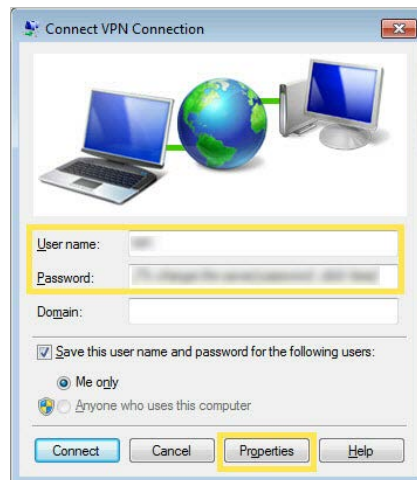 Connect VPN Connection
User name:
Password:
Domain:
Save this user name and password for the following users:
Me only
Anyone who uses this computer
Connect Cancel Properties Help